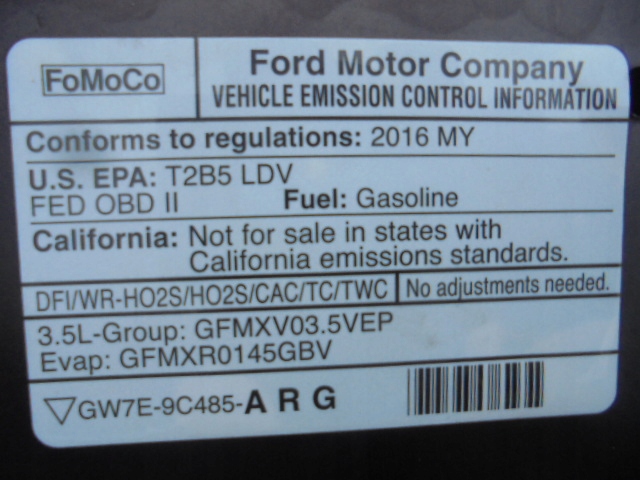 FoMoCo
Ford Motor Company
VEHICLE EMISSION CONTROL INFORMATION
Conforms to regulations: 2016 MY
U.S. EPA: T2B5 LDV
FED OBD II Fuel: Gasoline
California: Not for sale in states with
California emissions standards.
DFI/WR-HO2S/HO2S/CAC/TC/TWC No adjustments needed.
3.5L-Group: GFMXV03.5VEP
Evap: GFMXR0145GBV
▽GW7E-9C485-A R G